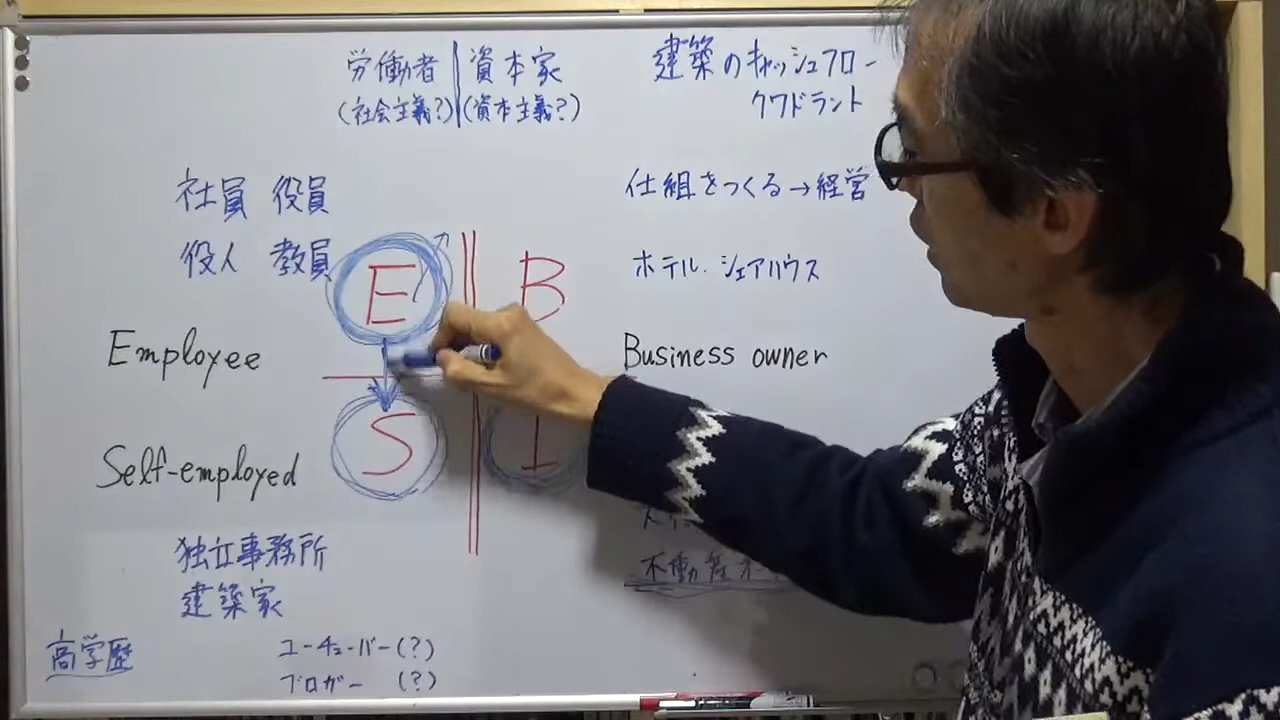 労働者 | 資本家
(社会主義?) (資本主義?)
建築のキャッシュフロー
クワドラント
社員 役員
役人 教員
E
B
仕組をつくる→経営
ホテル・シェアハウス
Employee
Business owner
S
I
Self-employed
不動産オー
独立事務所
建築家
高学歴
ユーチューバー(?)
ブロガー (?)